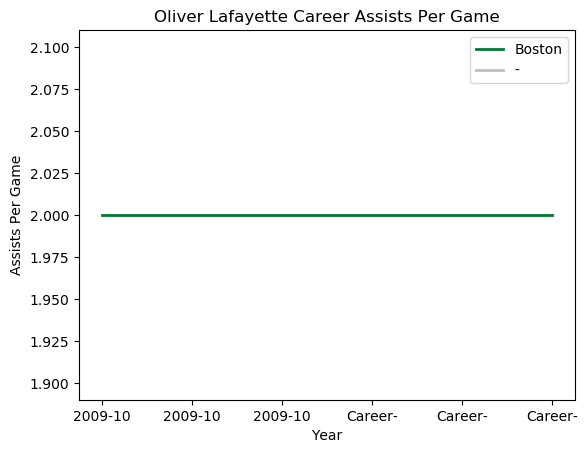 Oliver Lafayette Career Assists Per Game
Boston
-
Assists Per Game
2.100
2.075
2.050
2.025
2.000
1.975
1.950
1.925
1.900
2009-10 2009-10 2009-10 Career- Career- Career-
Year